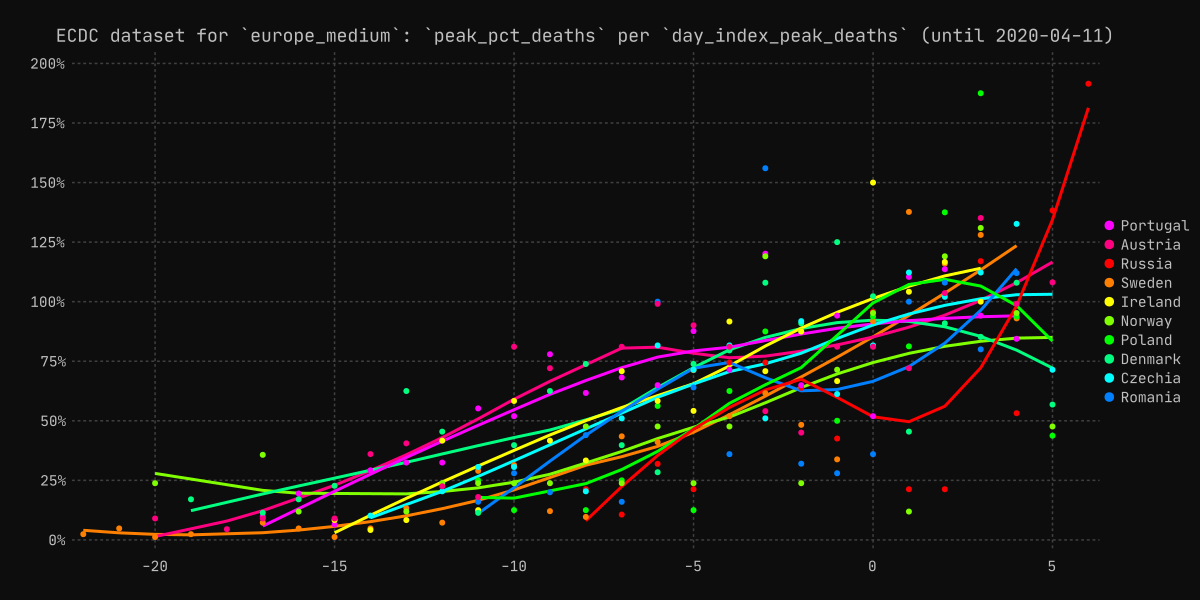 ECDC dataset for `europe_medium`: `peak_pct_deaths` per `day_index_peak_deaths` (until 2020-04-11)
200%
175%
150%
125%
100%
75%
50%
25%
0%
-20
-15
-10
-5
0
5
Portugal
Austria
Russia
Sweden
Ireland
Norway
Poland
Denmark
Czechia
Romania